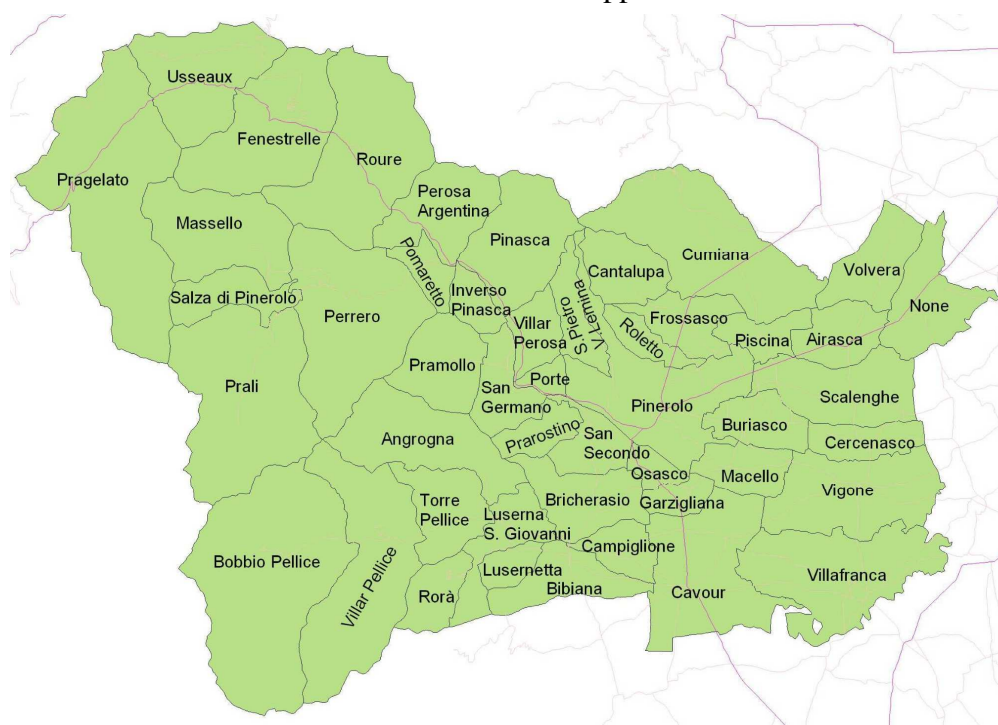 Usseaux
Fenestrelle
Roure
Pragelato
Perosa
Argentina
Massello
Pinasca
Cumiana
Pomaretto
Cantalupa
Volvera
Salza di Pinerolo
Inverso
Pinasca
S.Pietro
V.Lemina
None
Perrero
Villar
Perosa
Frossasco
Roletto
Piscina
Airasca
Pramollo
Porte
Prali
San
Germano
Pinerolo
Scalenghe
Buriasco
Angrogna
Prarostino
San
Secondo
Cercenasco
Osasco
Macello
Torre
Pellice
Bricherasio
Garzigliana
Vigone
Luserna
S. Giovanni
Campiglione
Bobbio Pellice
Villar Pellice
Lusernetta
Villafranca
Rorà
Bibiana
Cavour